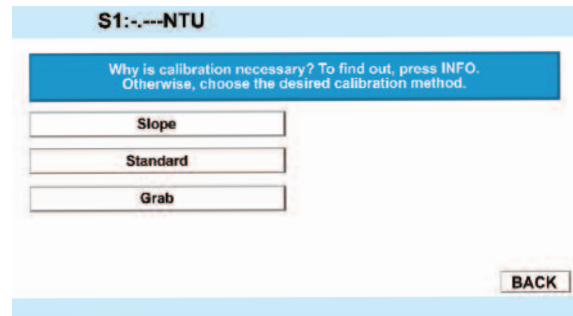 S1:-.---NTU
Why is calibration necessary? To find out, press INFO.
Otherwise, choose the desired calibration method.
Slope
Standard
Grab
BACK